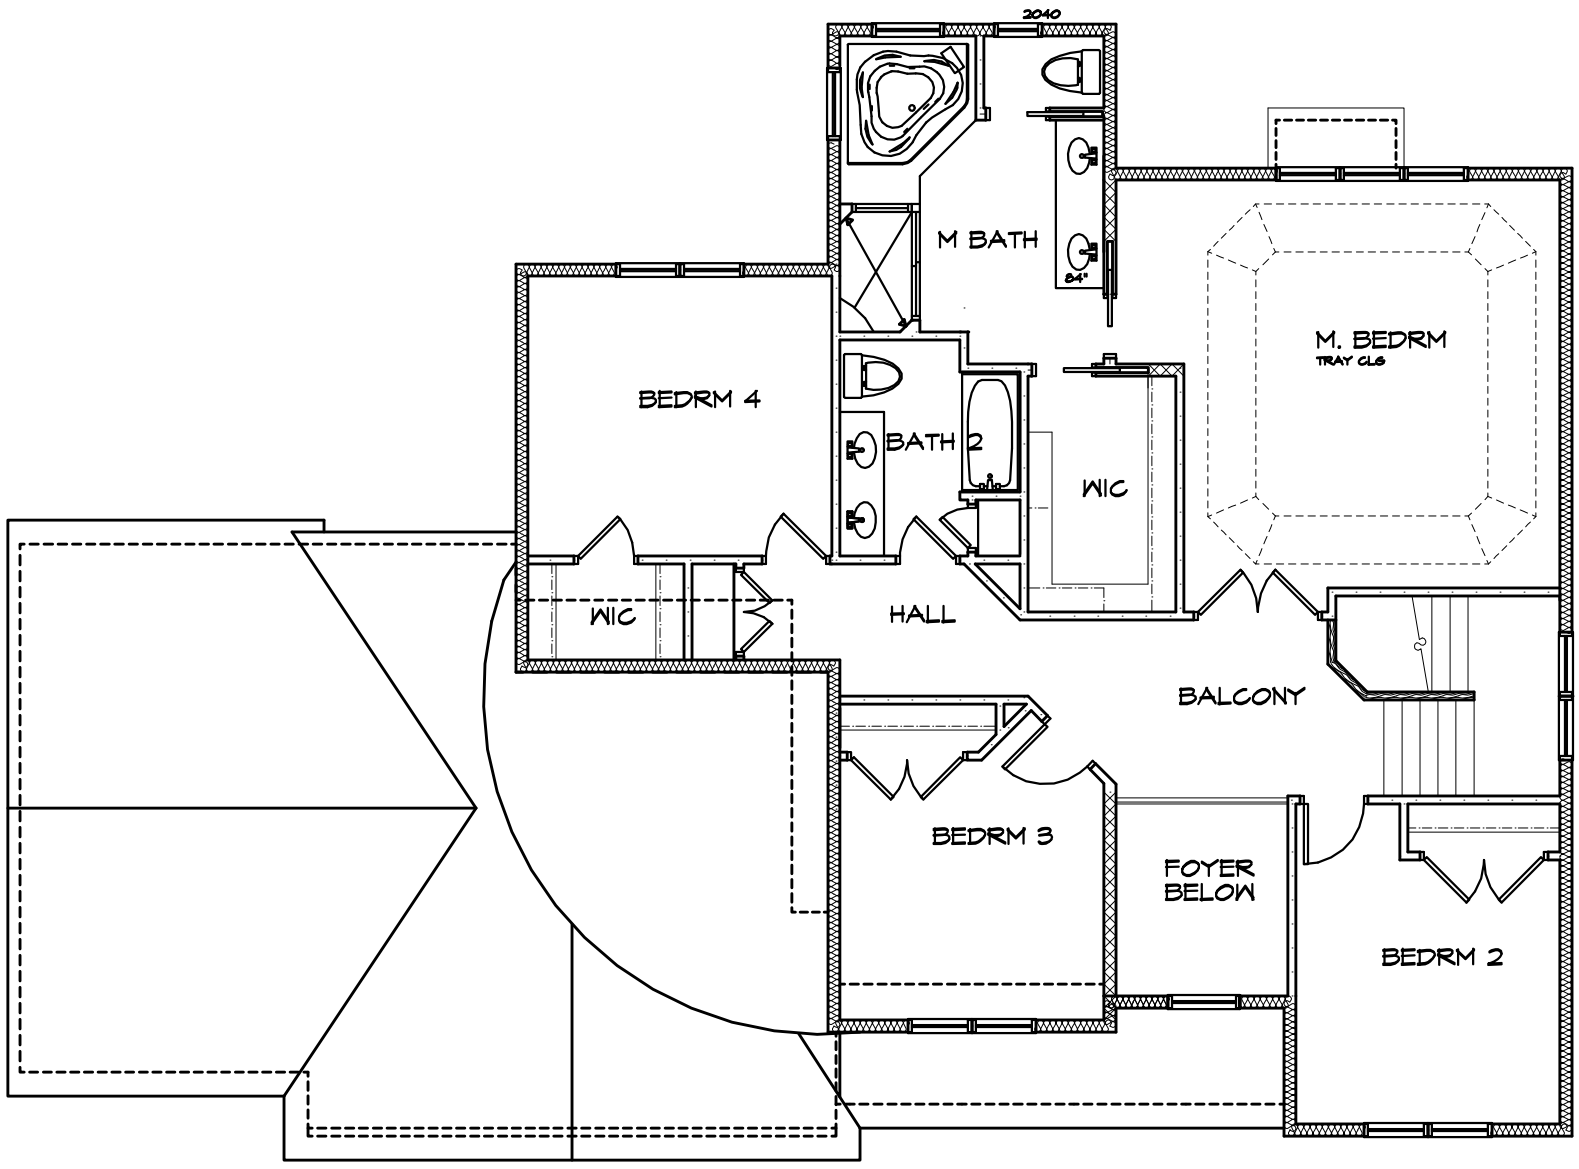 2040
M BATH
84"
M. BEDRM
TRAY CLG
BEDRM 4
BATH 2
WIC
WIC
HALL
BALCONY
BEDRM 3
FOYER
BELOW
BEDRM 2